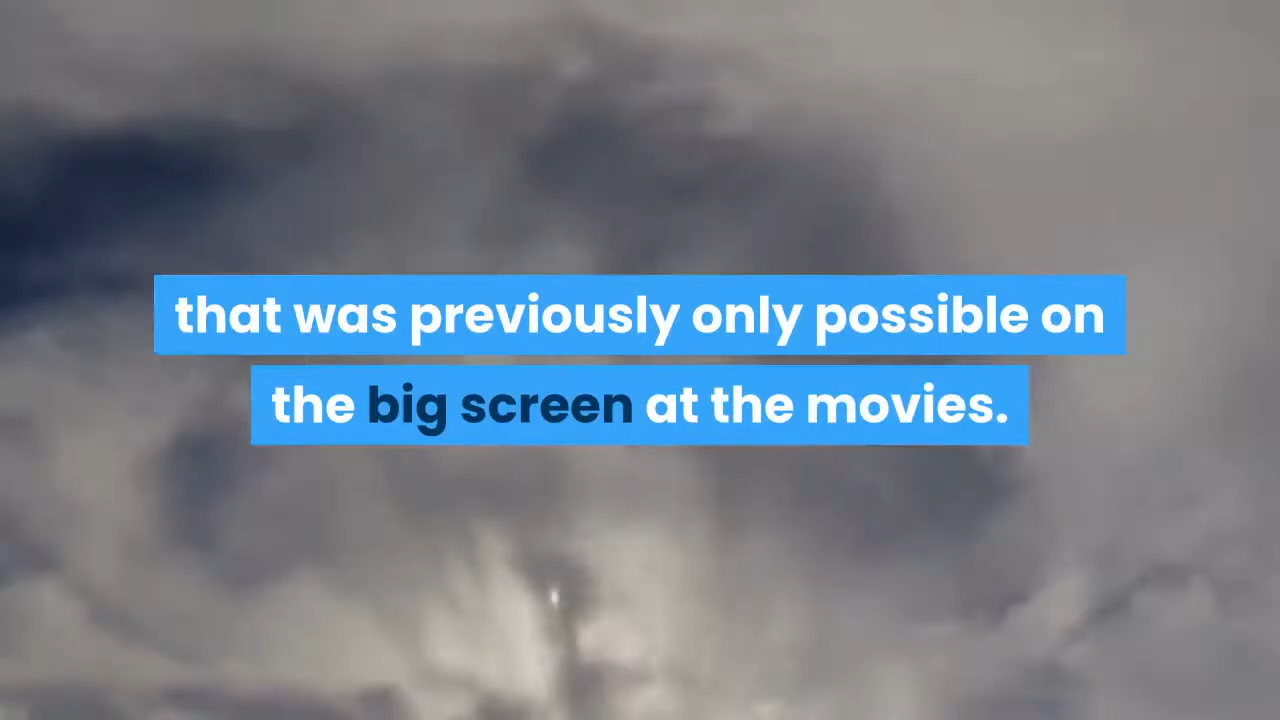 that was previously only possible on
the big screen at the movies.